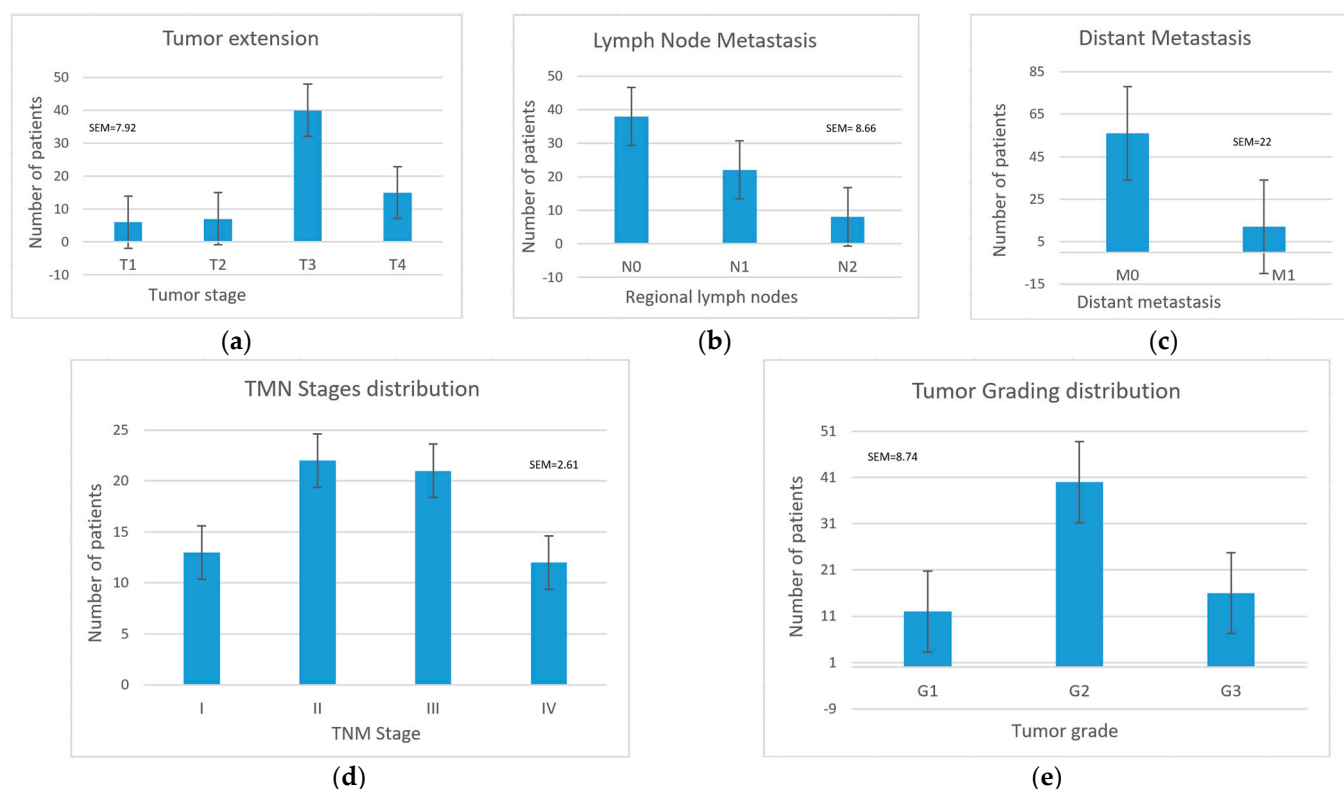 Tumor extension
Number of patients
50
40
30
20
10
0
-10
SEM=7.92
T1 T2 T3 T4
Tumor stage
(a)
Lymph Node Metastasis
Number of patients
50
40
30
20
10
0
-10
SEM= 8.66
N0 N1 N2
Regional lymph nodes
(b)
Distant Metastasis
Number of patients
85
65
45
25
5
-15
SEM=22
M0 M1
Distant metastasis
(c)
TMN Stages distribution
Number of patients
25
20
15
10
5
0
SEM=2.61
I II III IV
TNM Stage
(d)
Tumor Grading distribution
Number of patients
51
41
31
21
11
1
-9
SEM=8.74
G1 G2 G3
Tumor grade
(e)